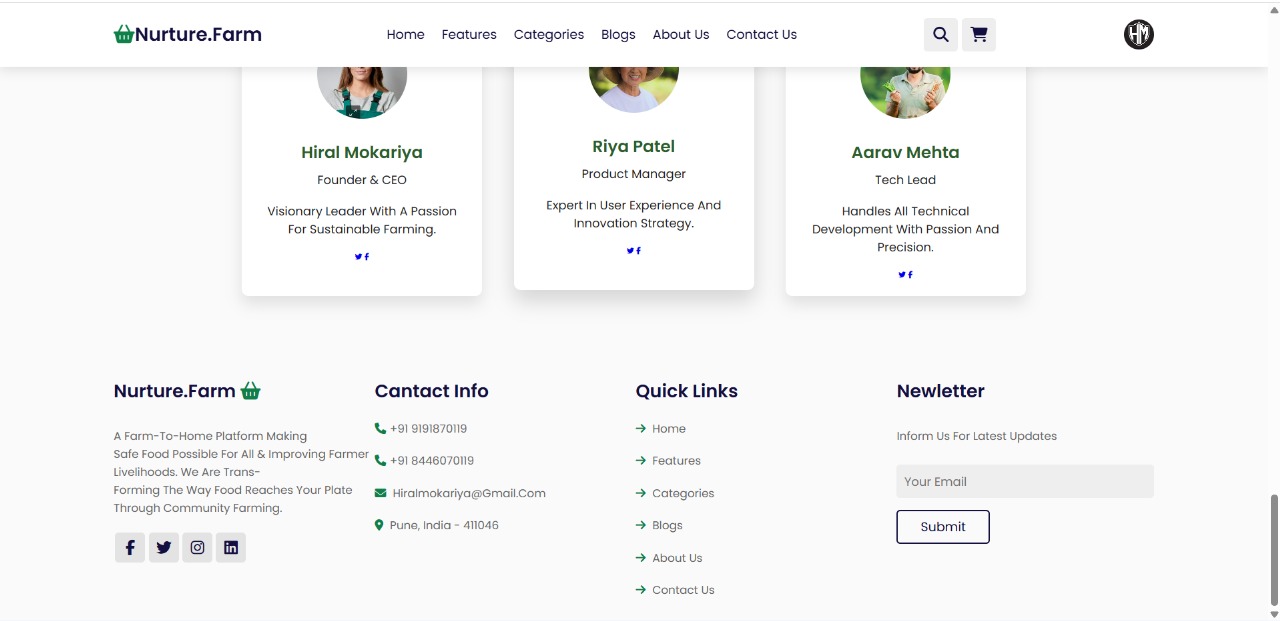 Nurture.Farm
Home Features Categories Blogs About Us Contact Us
HM
Hiral Mokariya
Founder & CEO
Visionary Leader With A Passion
For Sustainable Farming.
Riya Patel
Product Manager
Expert In User Experience And
Innovation Strategy.
Aarav Mehta
Tech Lead
Handles All Technical
Development With Passion And
Precision.
Nurture.Farm
A Farm-To-Home Platform Making
Safe Food Possible For All & Improving Farmer
Livelihoods. We Are Trans-
Forming The Way Food Reaches Your Plate
Through Community Farming.
Cantact Info
+91 9191870119
+91 8446070119
Hiralmokariya@Gmail.Com
Pune, India - 411046
Quick Links
Home
Features
Categories
Blogs
About Us
Contact Us
Newletter
Inform Us For Latest Updates
Your Email
Submit